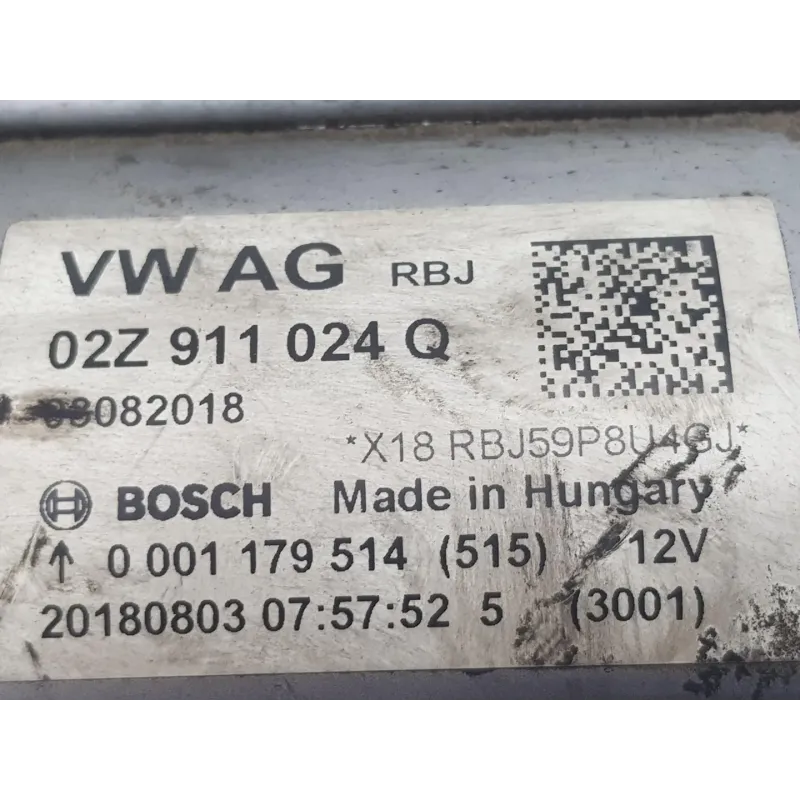 VW AG RBJ
02Z 911 024 Q
03082018
*X18 RBJ59P8U4GJ*
BOSCH Made in Hungary
↑ 0 001 179 514 (515) 12V
20180803 07:57:52 5 (3001)